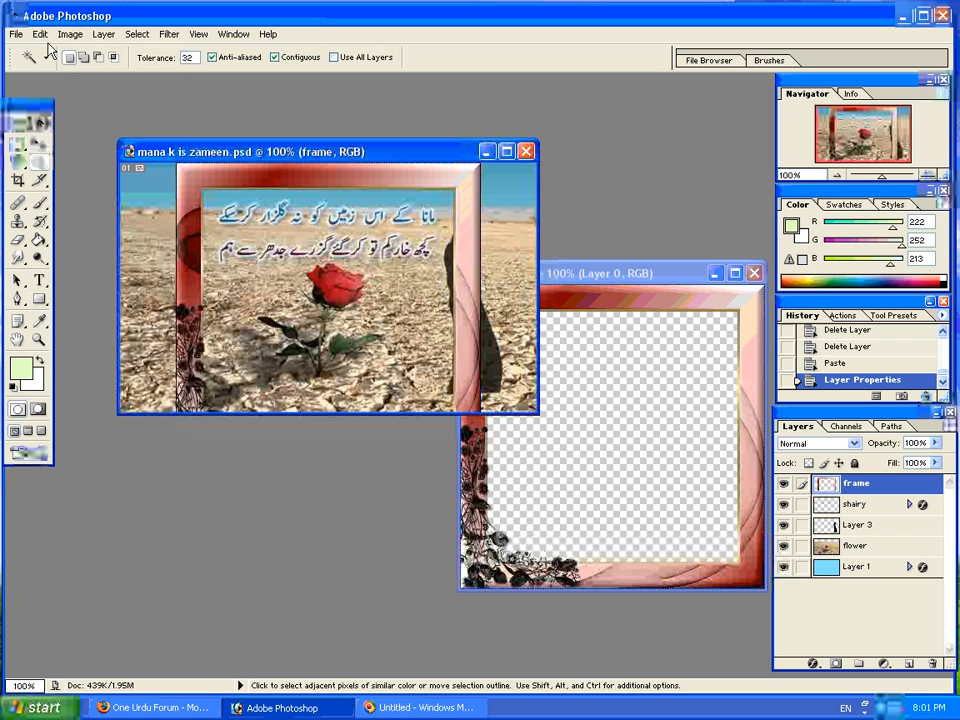 Adobe Photoshop
File Edit Image Layer Select Filter View Window Help
Tolerance: 32 Anti-aliased Contiguous Use All Layers
File Browser Brushes
Navigator Info
100%
mana k is zameen.psd @ 100% (frame, RGB)
01
مانا کے اس زمیں کو نہ گلزار کرسکے
کچھ خار کم تو کر گئے گزرے جدھر سے ہم
100% (Layer 0, RGB)
Color Swatches Styles
R 222
G 252
B 213
History Actions Tool Presets
Delete Layer
Delete Layer
Paste
Layer Properties
Layers Channels Paths
Normal Opacity: 100%
Lock: Fill: 100%
frame
shairy
Layer 3
flower
Layer 1
100% Doc: 439K/1.95M Click to select adjacent pixels of similar color or move selection outline. Use Shift, Alt, and Ctrl for additional options.
start One Urdu Forum - Mo... Adobe Photoshop Untitled - Windows M... EN 8:01 PM